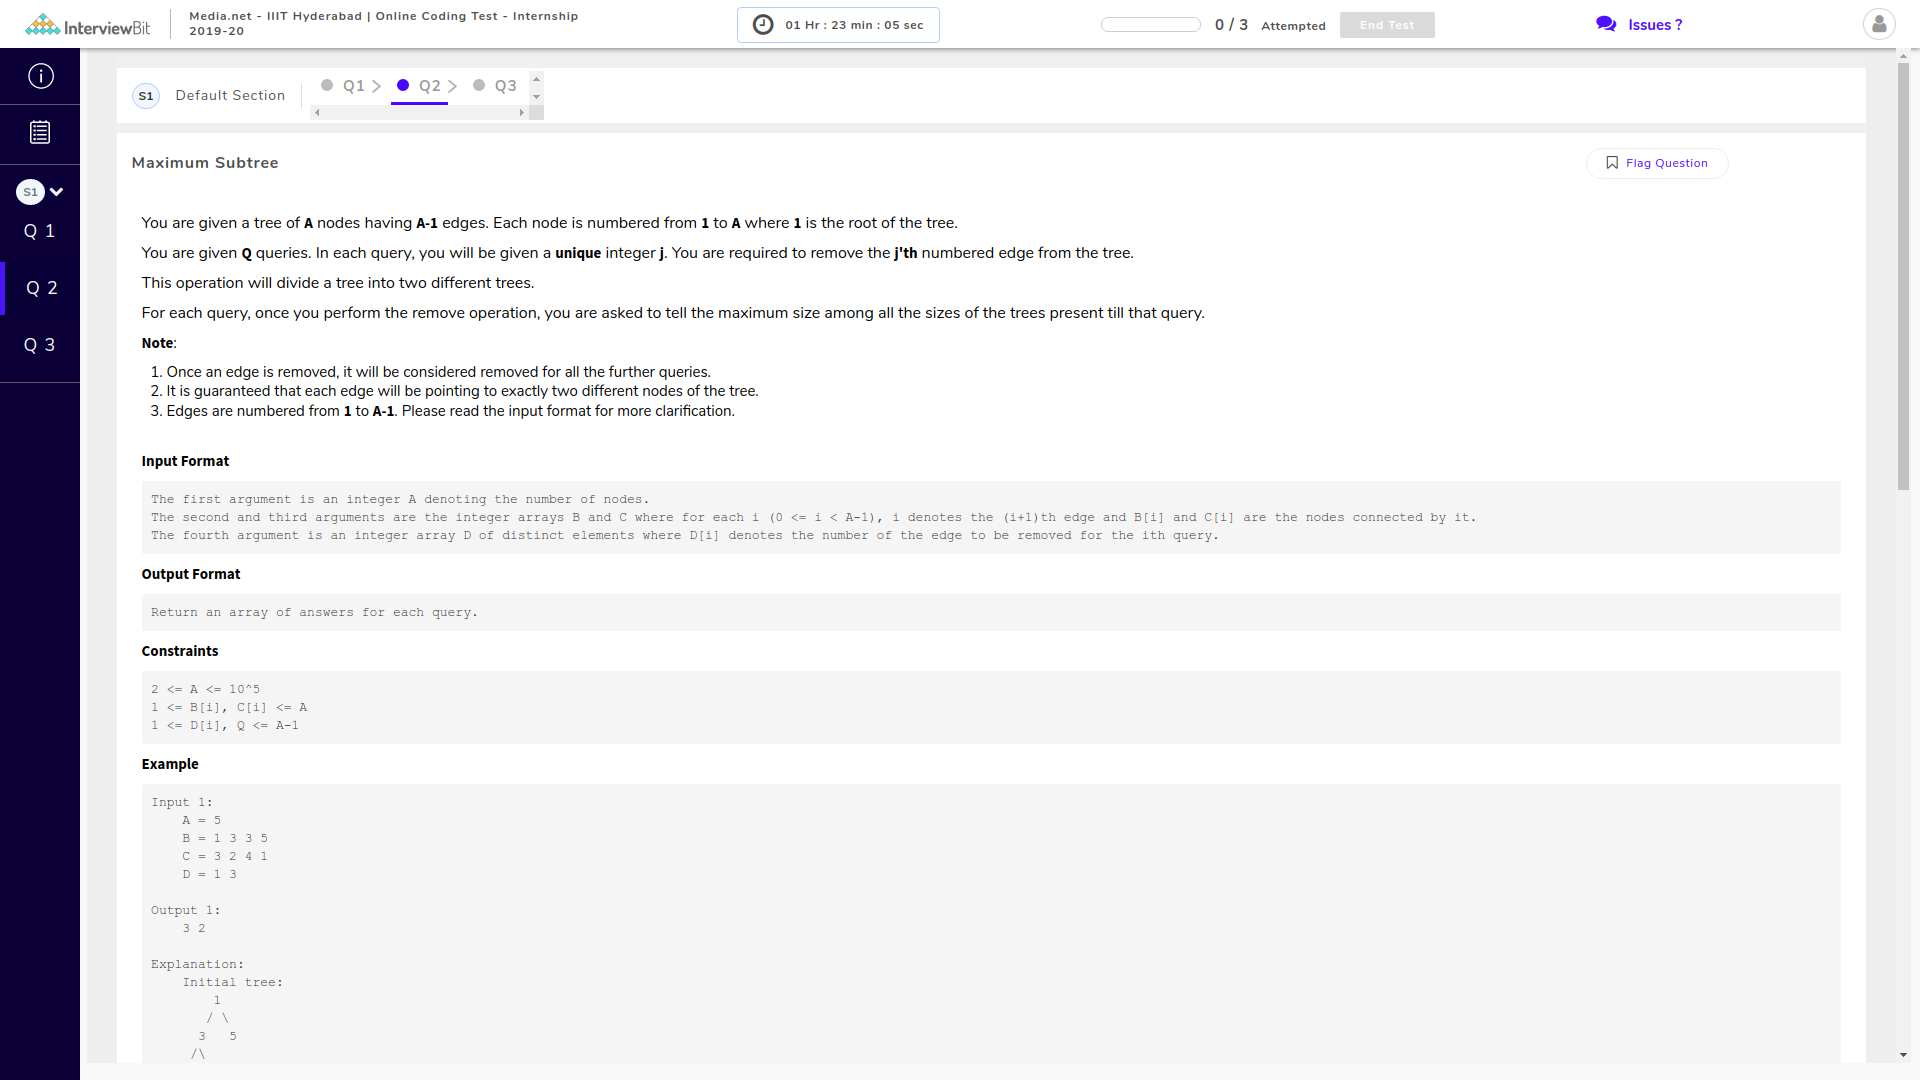 InterviewBit
Media.net - IIIT Hyderabad | Online Coding Test - Internship
2019-20
01 Hr : 23 min : 05 sec
0 / 3 Attempted
End Test
Issues ?
S1 Default Section
Q1
Q2
Q3
S1
Q 1
Q 2
Q 3
Maximum Subtree
Flag Question
You are given a tree of A nodes having A-1 edges. Each node is numbered from 1 to A where 1 is the root of the tree.
You are given Q queries. In each query, you will be given a unique integer j. You are required to remove the j'th numbered edge from the tree.
This operation will divide a tree into two different trees.
For each query, once you perform the remove operation, you are asked to tell the maximum size among all the sizes of the trees present till that query.
Note:
1. Once an edge is removed, it will be considered removed for all the further queries.
2. It is guaranteed that each edge will be pointing to exactly two different nodes of the tree.
3. Edges are numbered from 1 to A-1. Please read the input format for more clarification.
Input Format
The first argument is an integer A denoting the number of nodes.
The second and third arguments are the integer arrays B and C where for each i (0 <= i < A-1), i denotes the (i+1)th edge and B[i] and C[i] are the nodes connected by it.
The fourth argument is an integer array D of distinct elements where D[i] denotes the number of the edge to be removed for the ith query.
Output Format
Return an array of answers for each query.
Constraints
2 <= A <= 10^5
1 <= B[i], C[i] <= A
1 <= D[i], Q <= A-1
Example
Input 1:
A = 5
B = 1 3 3 5
C = 3 2 4 1
D = 1 3
Output 1:
3 2
Explanation:
Initial tree:
1
/ \
3 5
/\